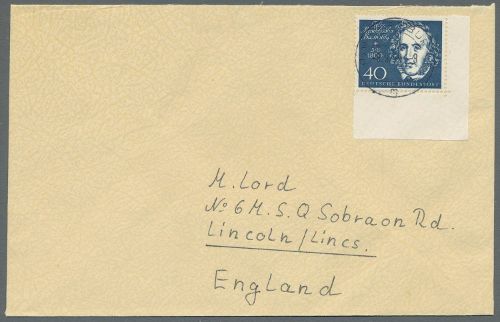 40
DEUTSCHE BUNDESPOST
M. Lord
No 6 M. S. Q Sobraon Rd.
Lincoln/Lincs.
England